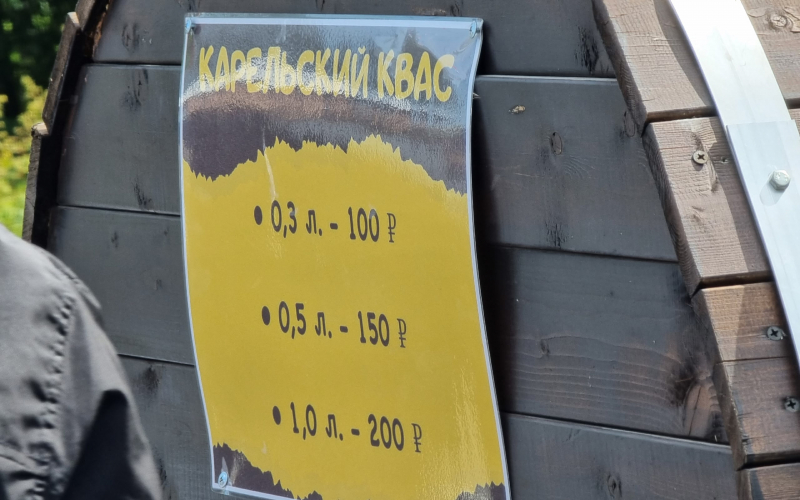 КАРЕЛЬСКИЙ КВАС
• 0,3 л. - 100 ₽
• 0,5 л. - 150 ₽
• 1,0 л. - 200 ₽